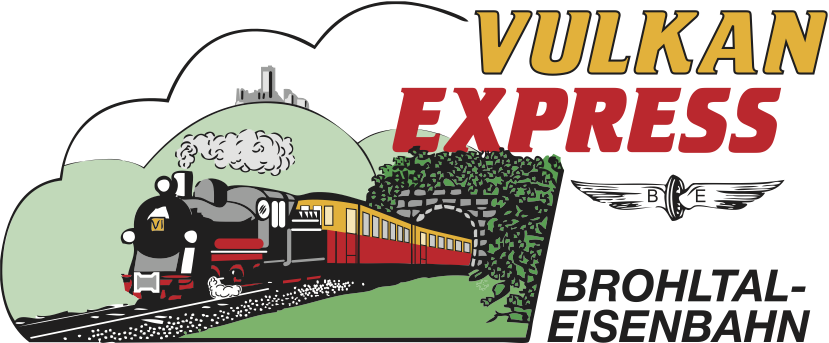 VULKAN
EXPRESS
B E
BROHLTAL-
EISENBAHN
Vi